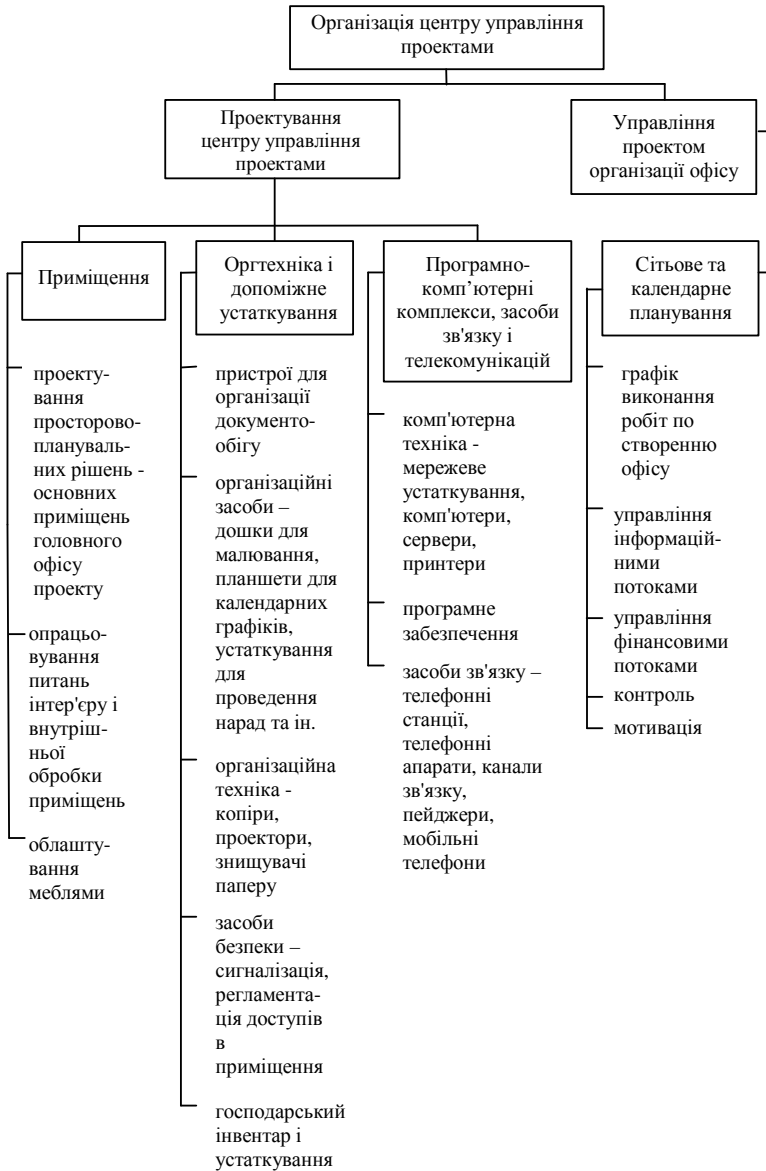 Організація центру управління
проектами
Проектування
центру управління
проектами
Управління
проектом
організації офісу
Приміщення
проекту-
вання
просторово-
плануваль-
них рішень -
основних
приміщень
головного
офісу
проекту
опрацьо-
вування
питань
інтер'єру і
внутріш-
ньої
обробки
приміщень
облашту-
вання
меблями
Оргтехніка і
допоміжне
устаткування
пристрої для
організації
документо-
обігу
організаційні
засоби –
дошки для
малювання,
планшети для
календарних
графіків,
устаткування
для
проведення
нарад та ін.
організаційна
техніка -
копіри,
проектори,
знищувачі
паперу
засоби
безпеки –
сигналізація,
регламента-
ція доступів
в
приміщення
господарський
інвентар і
устаткування
Програмно-
комп’ютерні
комплекси, засоби
зв'язку і
телекомунікацій
комп'ютерна
техніка -
мережеве
устаткування,
комп'ютери,
сервери,
принтери
програмне
забезпечення
засоби зв'язку –
телефонні
станції,
телефонні
апарати, канали
зв'язку,
пейджери,
мобільні
телефони
Сітьове та
календарне
планування
графік
виконання
робіт по
створенню
офісу
управління
інформацій-
ними
потоками
управління
фінансовими
потоками
контроль
мотивація